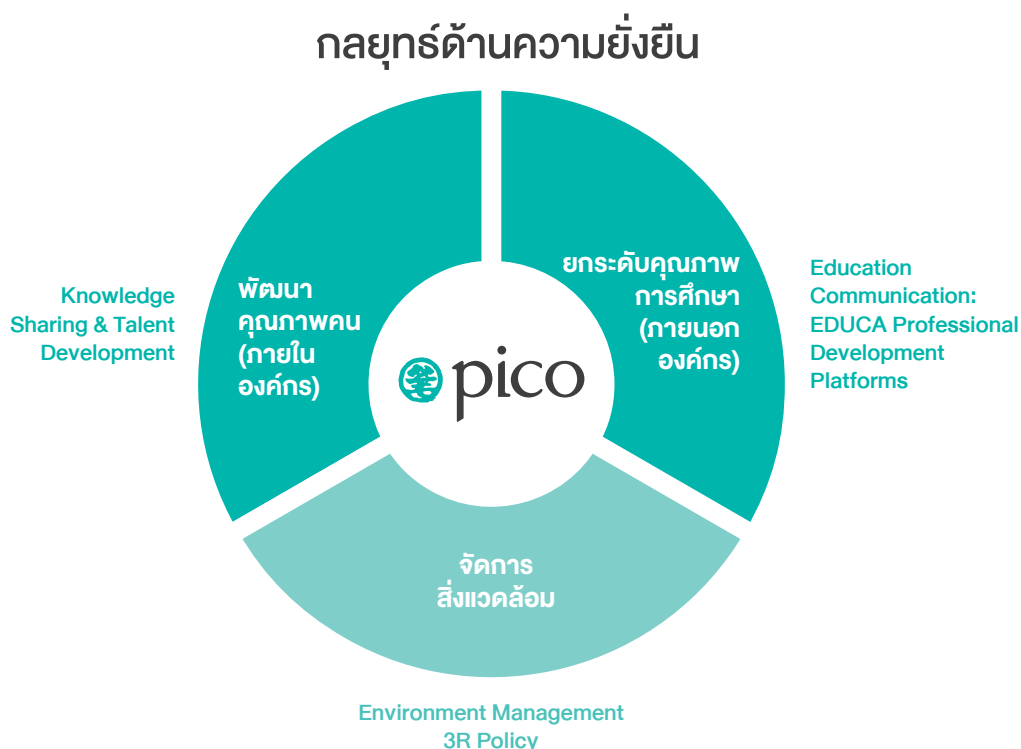 กลยุทธ์ด้านความยั่งยืน
Knowledge
Sharing & Talent
Development
พัฒนา
คุณภาพคน
(ภายใน
องค์กร)
pico
ยกระดับคุณภาพ
การศึกษา
(ภายนอก
องค์กร)
Education
Communication:
EDUCA Professional
Development
Platforms
จัดการ
สิ่งแวดล้อม
Environment Management
3R Policy